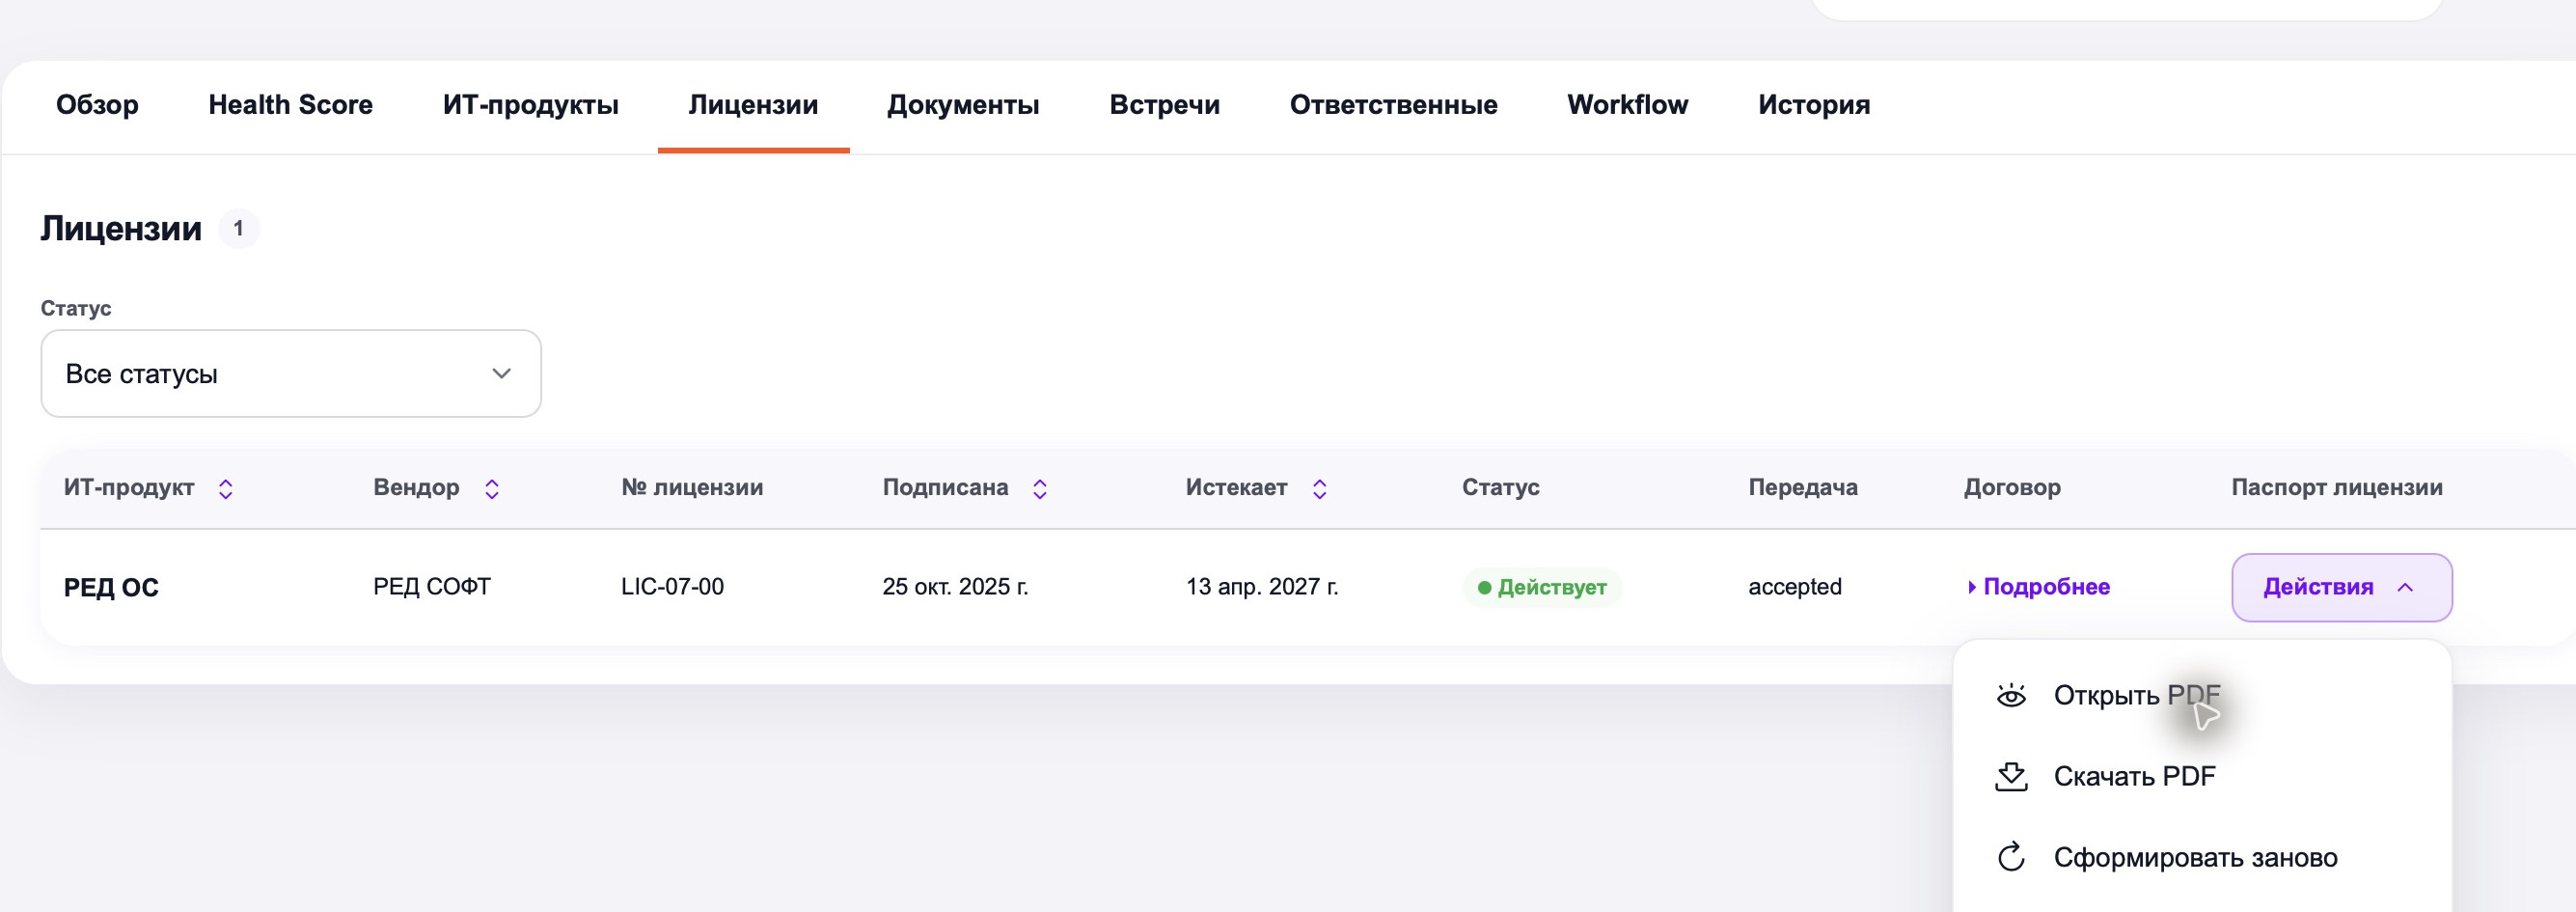 Обзор Health Score ИТ-продукты Лицензии Документы Встречи Ответственные Workflow История
Лицензии 1
Статус
Все статусы
ИТ-продукт Вендор № лицензии Подписана Истекает Статус Передача Договор Паспорт лицензии
РЕД ОС РЕД СОФТ LIC-07-00 25 окт. 2025 г. 13 апр. 2027 г. Действует accepted Подробнее Действия
Открыть PDF
Скачать PDF
Сформировать заново